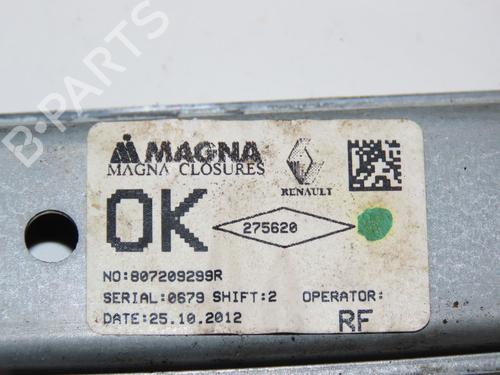 B-PARTS
MAGNA
MAGNA CLOSURES
RENAULT
OK
275620
NO:807209299R
SERIAL:0679 SHIFT:2 OPERATOR:
DATE:25.10.2012 RF